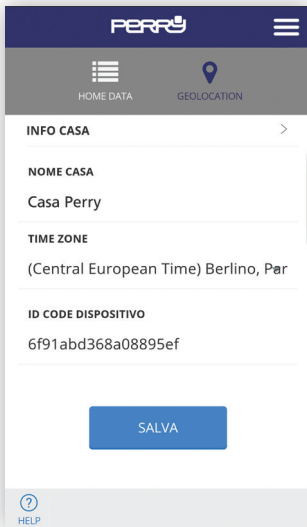 PERRY
HOME DATA
GEOLOCATION
INFO CASA
NOME CASA
Casa Perry
TIME ZONE
(Central European Time) Berlino, Par
ID CODE DISPOSITIVO
6f91abd368a08895ef
SALVA
HELP